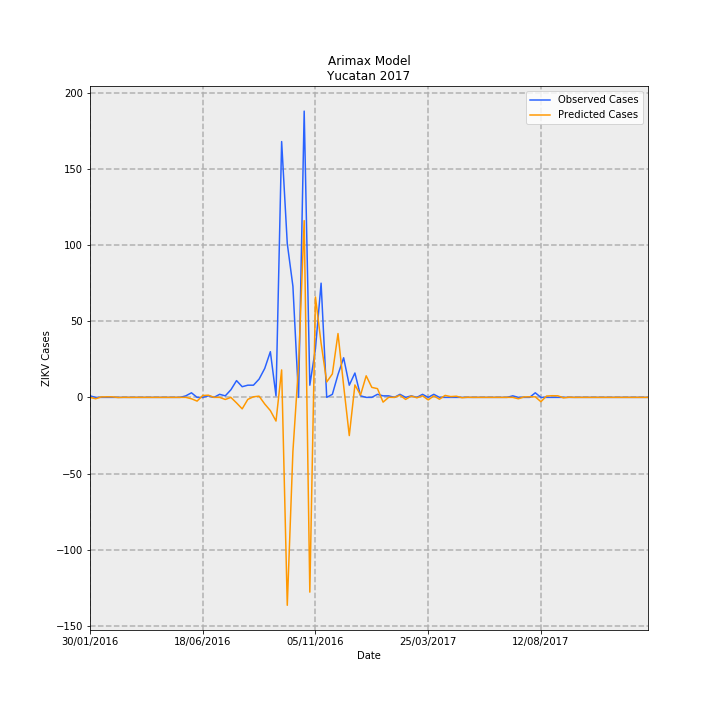 Arimax Model
Yucatan 2017
Observed Cases
Predicted Cases
200
150
100
50
0
−50
−100
−150
ZIKV Cases
30/01/2016
18/06/2016
05/11/2016
25/03/2017
12/08/2017
Date